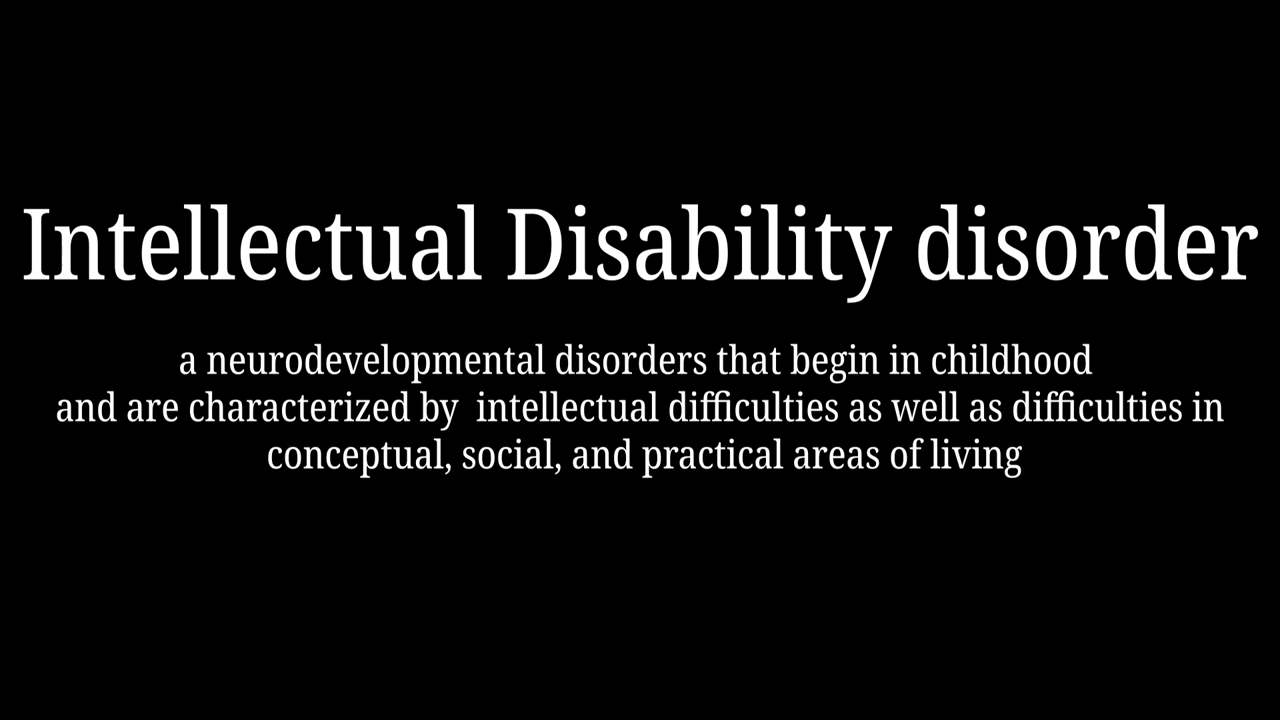 Intellectual Disability disorder
a neurodevelopmental disorders that begin in childhood
and are characterized by  intellectual difficulties as well as difficulties in
conceptual, social, and practical areas of living